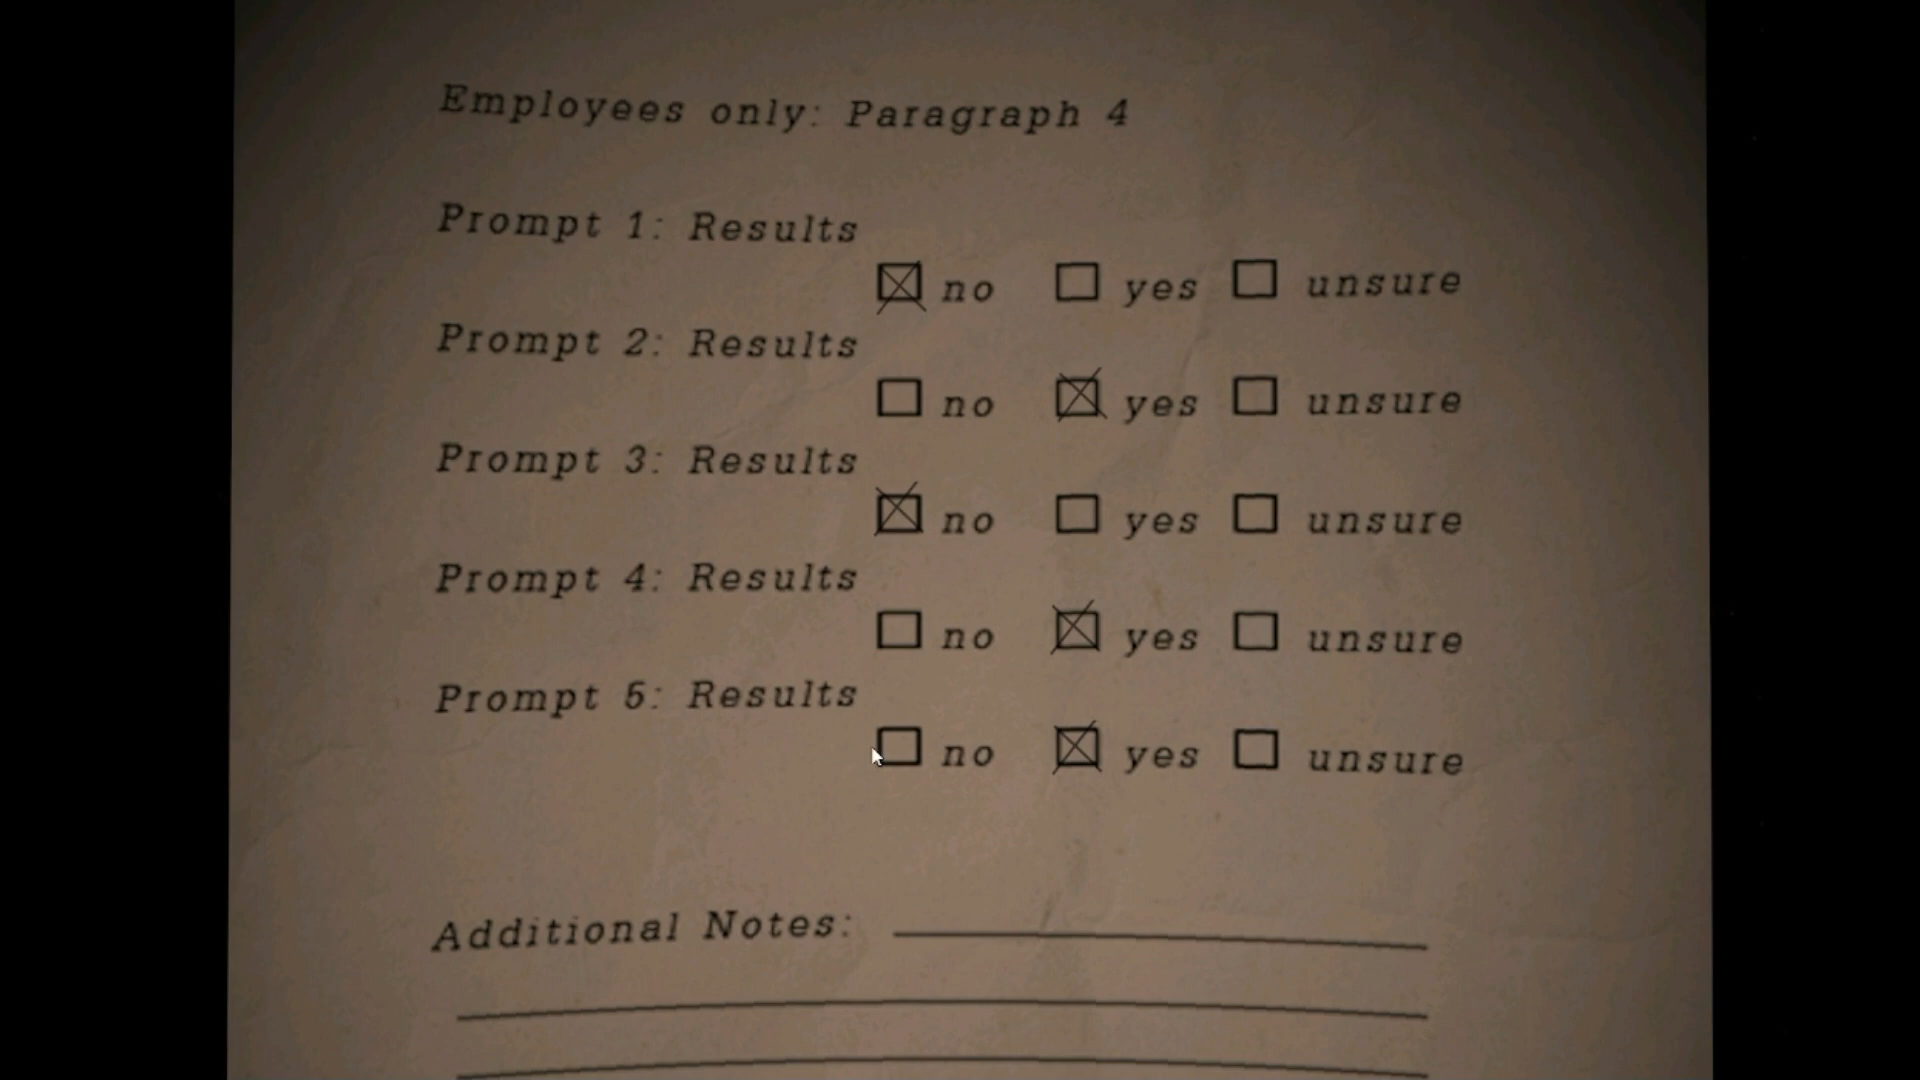 Employees only: Paragraph 4
Prompt 1: Results
no yes unsure
Prompt 2: Results
no yes unsure
Prompt 3: Results
no yes unsure
Prompt 4: Results
no yes unsure
Prompt 5: Results
no yes unsure
Additional Notes: